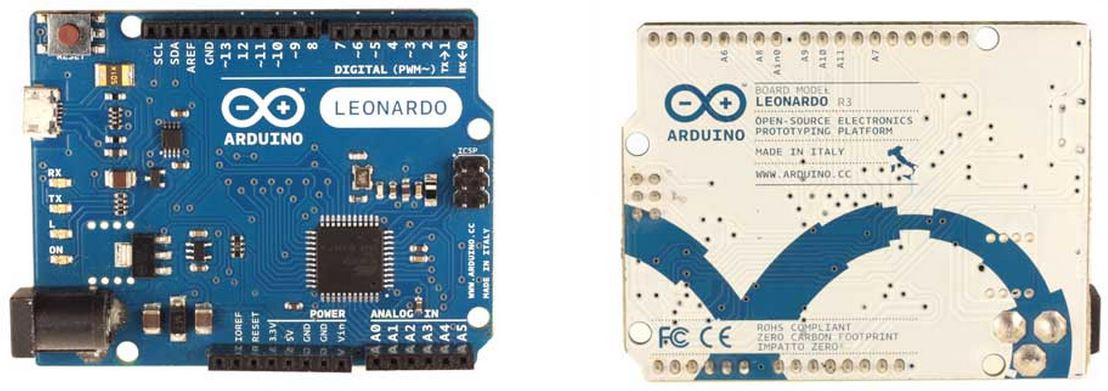 RESET
SCL
SDA
AREF
GND
~13
12
~11
~10
~9
8
7
~6
~5
4
~3
2
TX→1
RX←0
DIGITAL (PWM~)
ARDUINO
LEONARDO
ICSP
RX
TX
L
ON
WWW.ARDUINO.CC
MADE IN ITALY
POWER
ANALOG IN
IOREF
RESET
3.3V
5V
GND
GND
Vin
A0
A1
A2
A3
A4
A5
A6
A8
Ain0
A9
A10
A11
A7
ARDUINO
BOARD MODEL
LEONARDO R3
OPEN-SOURCE ELECTRONICS
PROTOTYPING PLATFORM
MADE IN ITALY
WWW.ARDUINO.CC
FC CE
ROHS COMPLIANT
ZERO CARBON FOOTPRINT
IMPATTO ZERO®